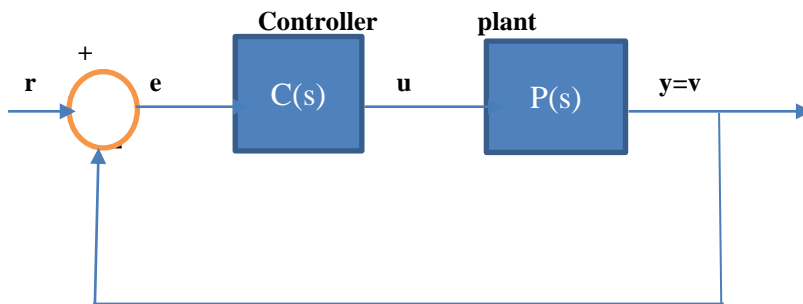 Controller plant
+
r e C(s) u P(s) y=v
-